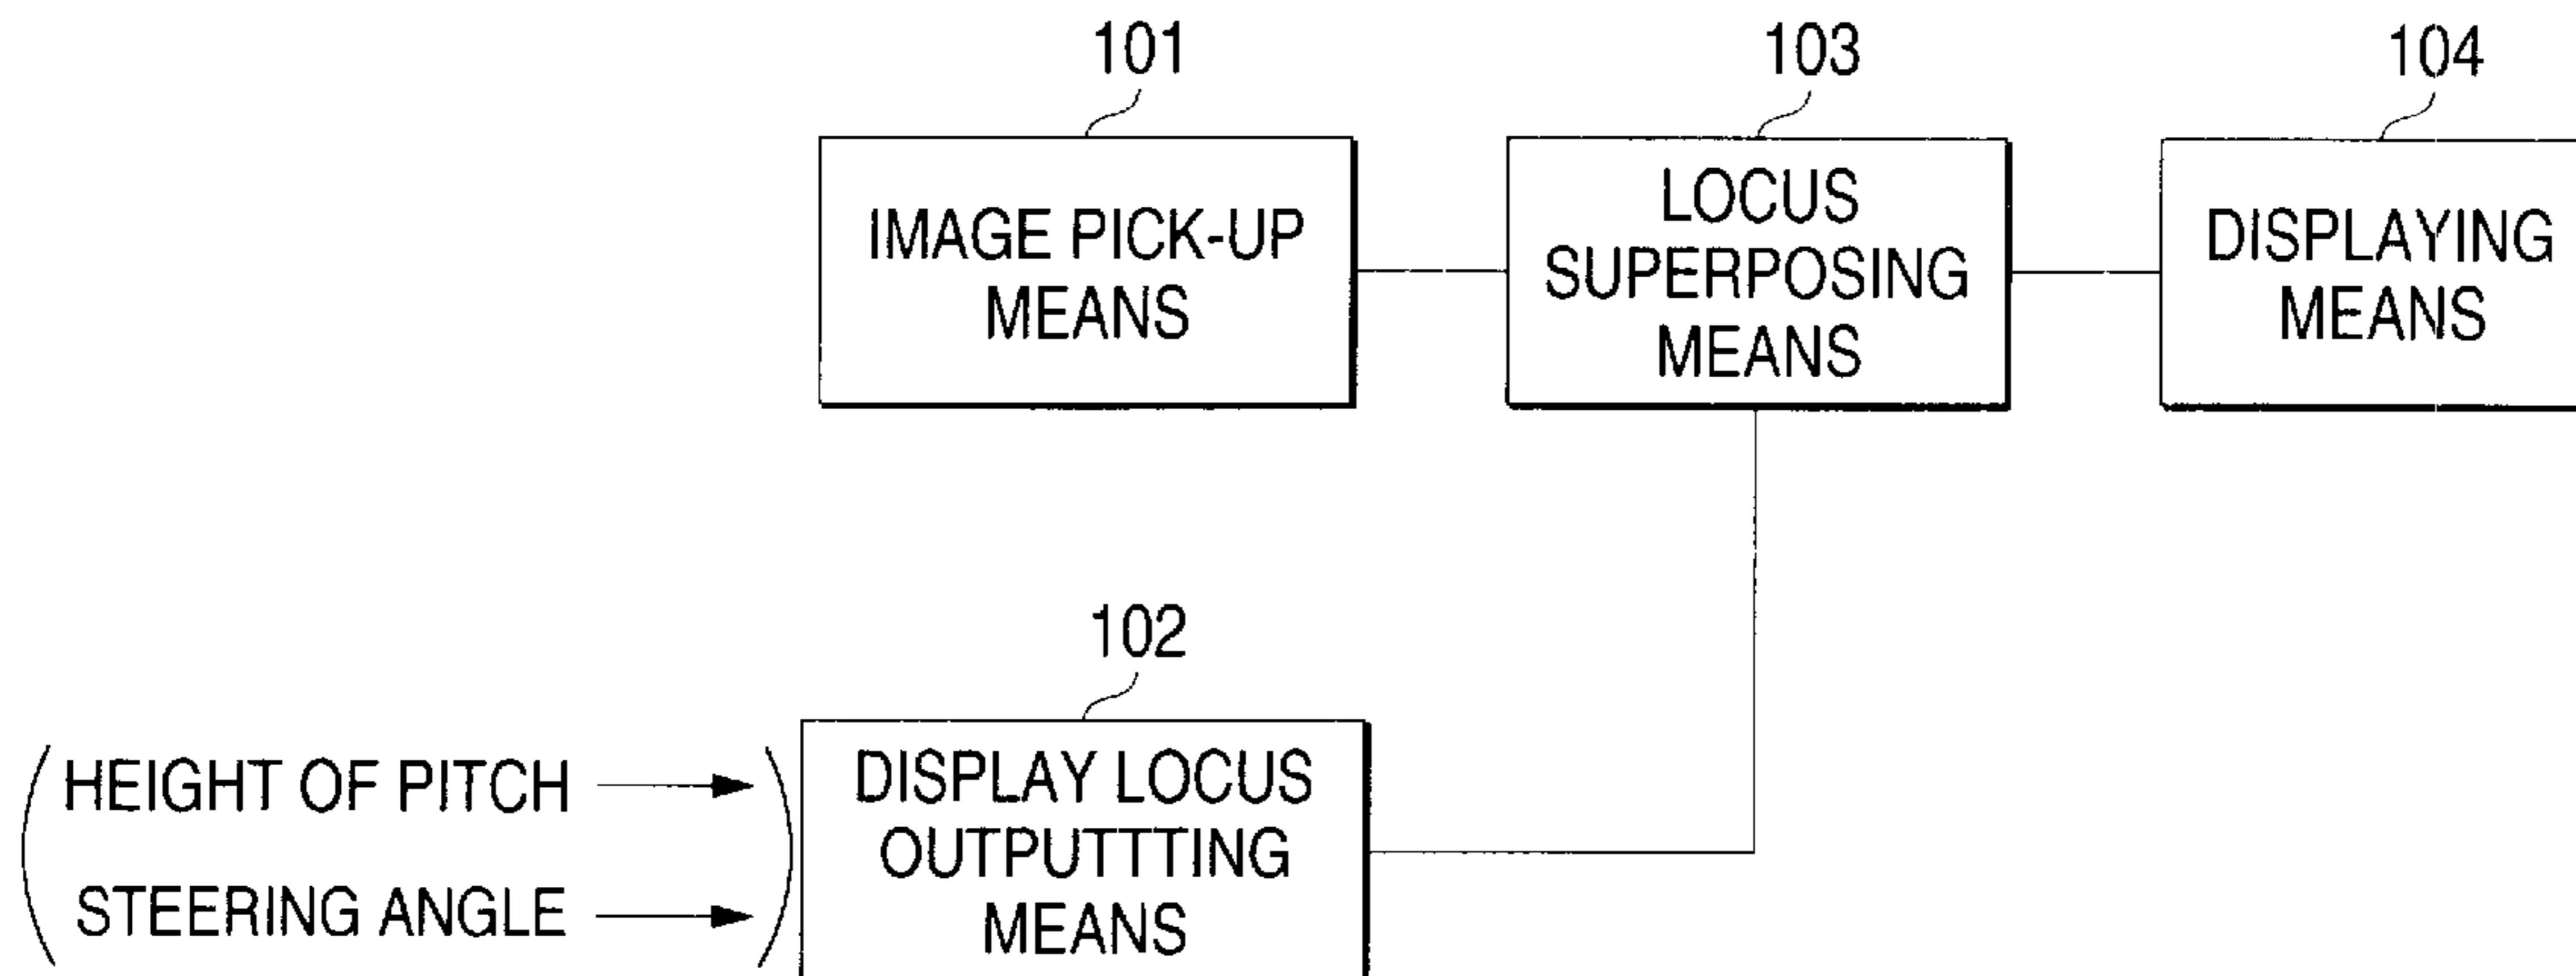 101
103
104
IMAGE PICK-UP
MEANS
LOCUS
SUPERPOSING
MEANS
DISPLAYING
MEANS
102
HEIGHT OF PITCH
STEERING ANGLE
DISPLAY LOCUS
OUTPUTTTING
MEANS